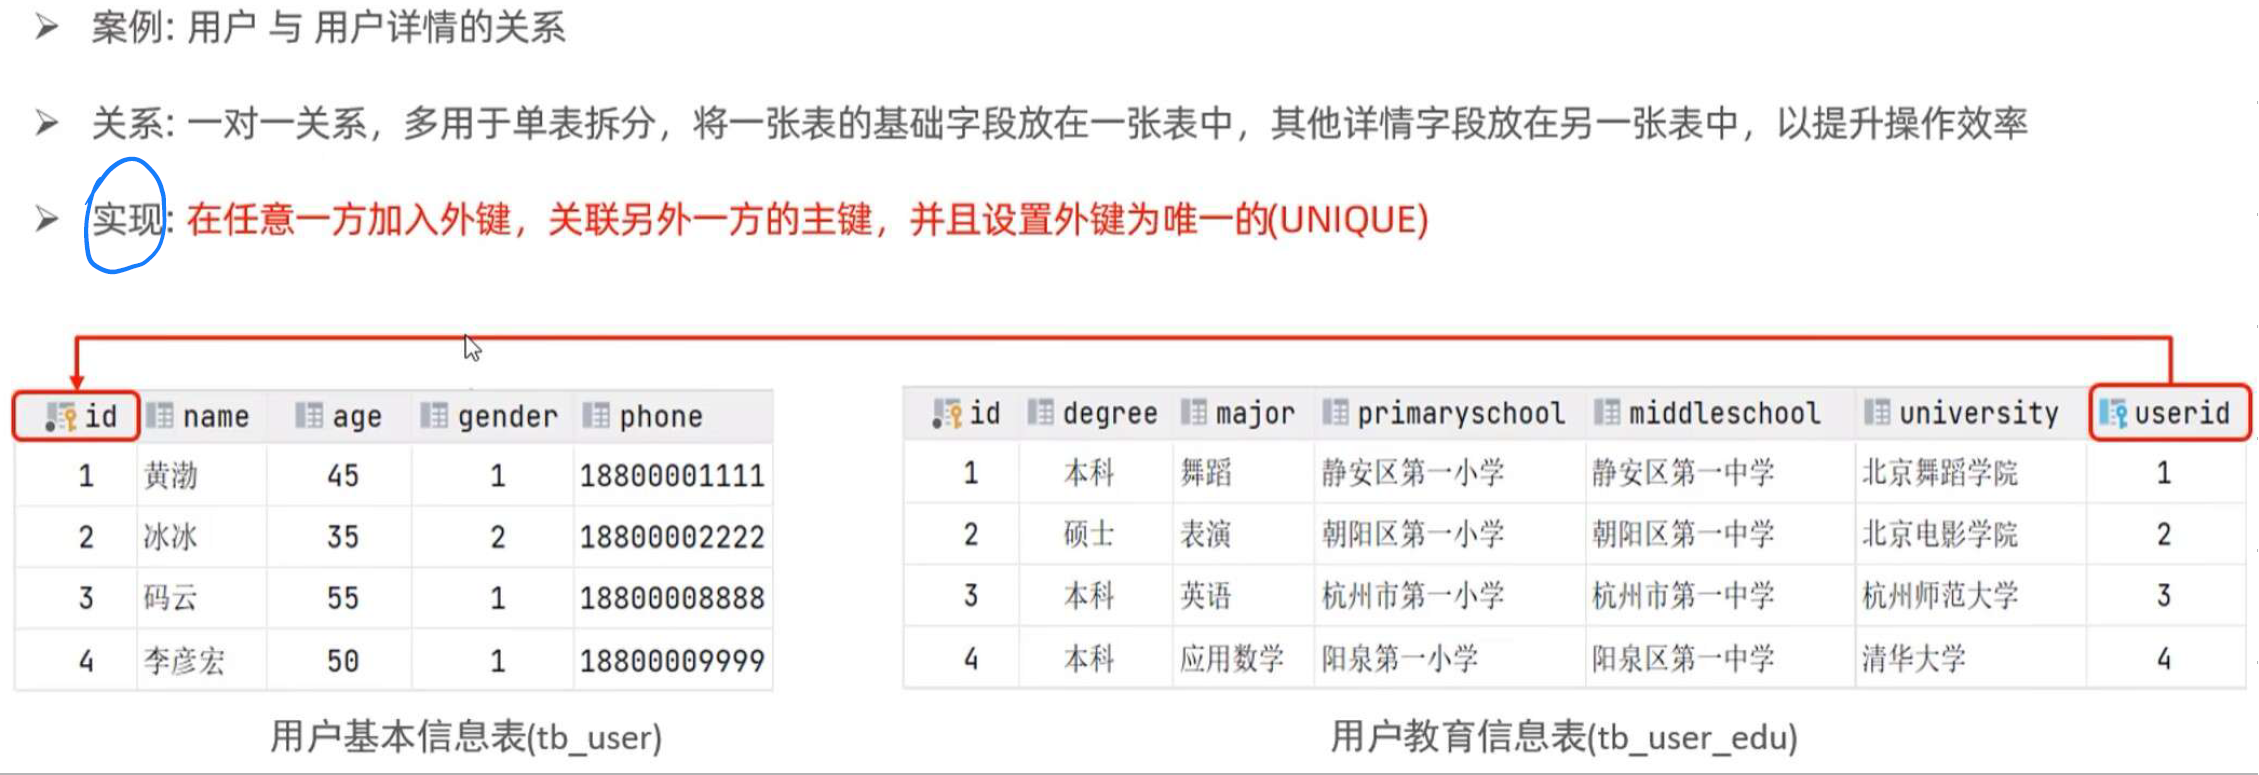 案例: 用户 与 用户详情的关系
关系: 一对一关系，多用于单表拆分，将一张表的基础字段放在一张表中，其他详情字段放在另一张表中，以提升操作效率
实现: 在任意一方加入外键，关联另外一方的主键，并且设置外键为唯一的(UNIQUE)
id name age gender phone
1 黄渤 45 1 18800001111
2 冰冰 35 2 18800002222
3 码云 55 1 18800008888
4 李彦宏 50 1 18800009999
用户基本信息表(tb_user)
id degree major primaryschool middleschool university userid
1 本科 舞蹈 静安区第一小学 静安区第一中学 北京舞蹈学院 1
2 硕士 表演 朝阳区第一小学 朝阳区第一中学 北京电影学院 2
3 本科 英语 杭州市第一小学 杭州市第一中学 杭州师范大学 3
4 本科 应用数学 阳泉第一小学 阳泉区第一中学 清华大学 4
用户教育信息表(tb_user_edu)